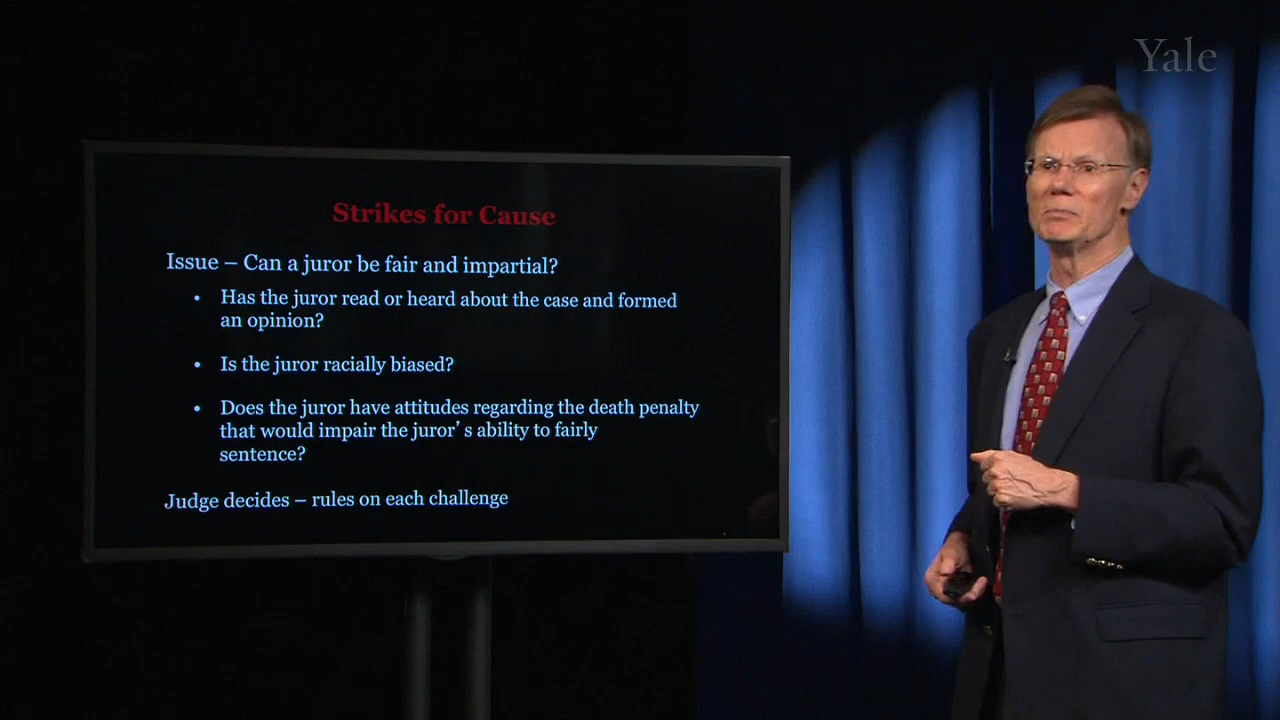 Yale
Strikes for Cause
Issue – Can a juror be fair and impartial?
• Has the juror read or heard about the case and formed
an opinion?
• Is the juror racially biased?
• Does the juror have attitudes regarding the death penalty
that would impair the juror’ s ability to fairly
sentence?
Judge decides – rules on each challenge